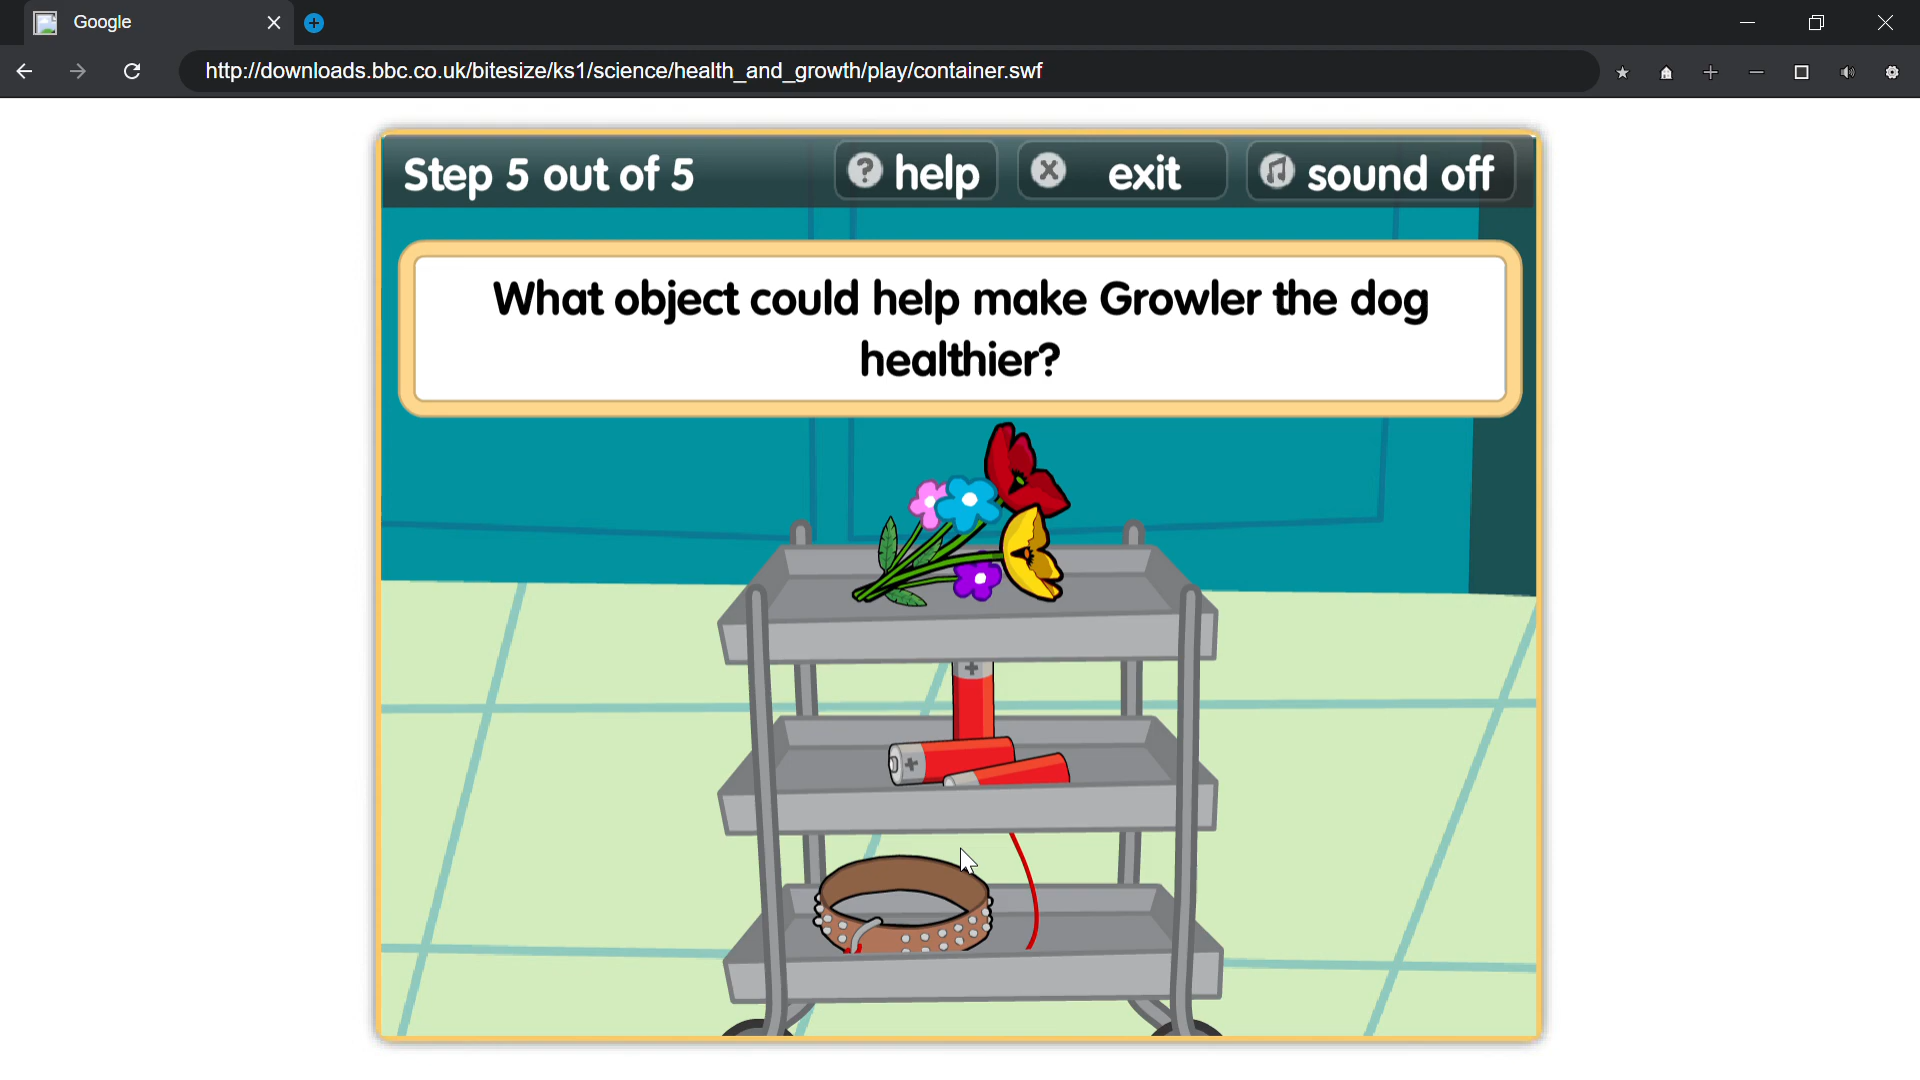 Google
http://downloads.bbc.co.uk/bitesize/ks1/science/health_and_growth/play/container.swf
Step 5 out of 5
? help
x exit
sound off
What object could help make Growler the dog
healthier?
+
+